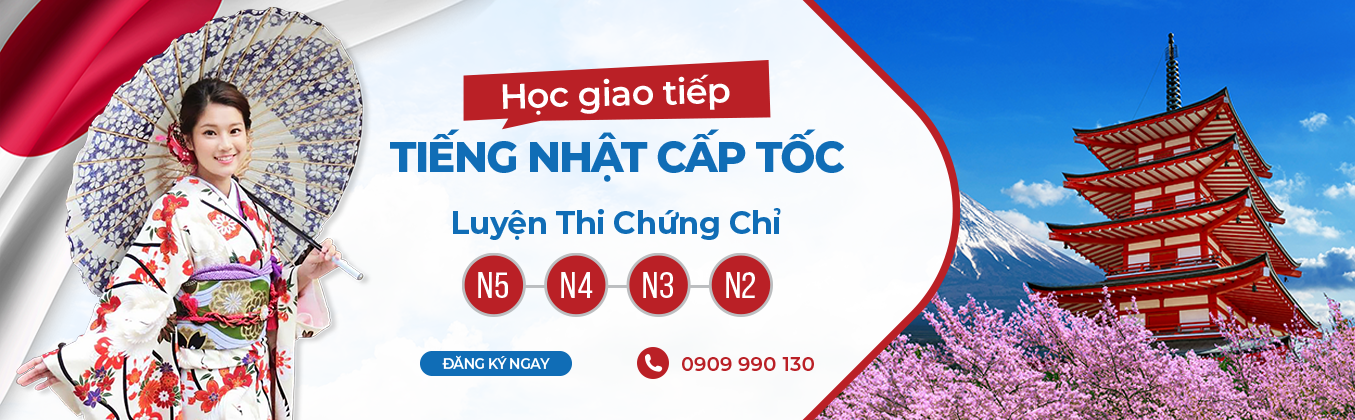 Học giao tiếp
TIẾNG NHẬT CẤP TỐC
Luyện Thi Chứng Chỉ
N5 N4 N3 N2
ĐĂNG KÝ NGAY 0909 990 130